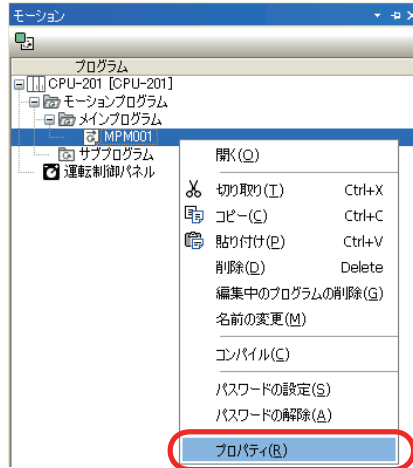 モーション
プログラム
CPU-201 [CPU-201]
モーションプログラム
メインプログラム
MPM001
サブプログラム
運転制御パネル
開く(O)
切り取り(T) Ctrl+X
コピー(C) Ctrl+C
貼り付け(P) Ctrl+V
削除(D) Delete
編集中のプログラムの削除(G)
名前の変更(M)
コンパイル(C)
パスワードの設定(S)
パスワードの解除(A)
プロパティ(R)